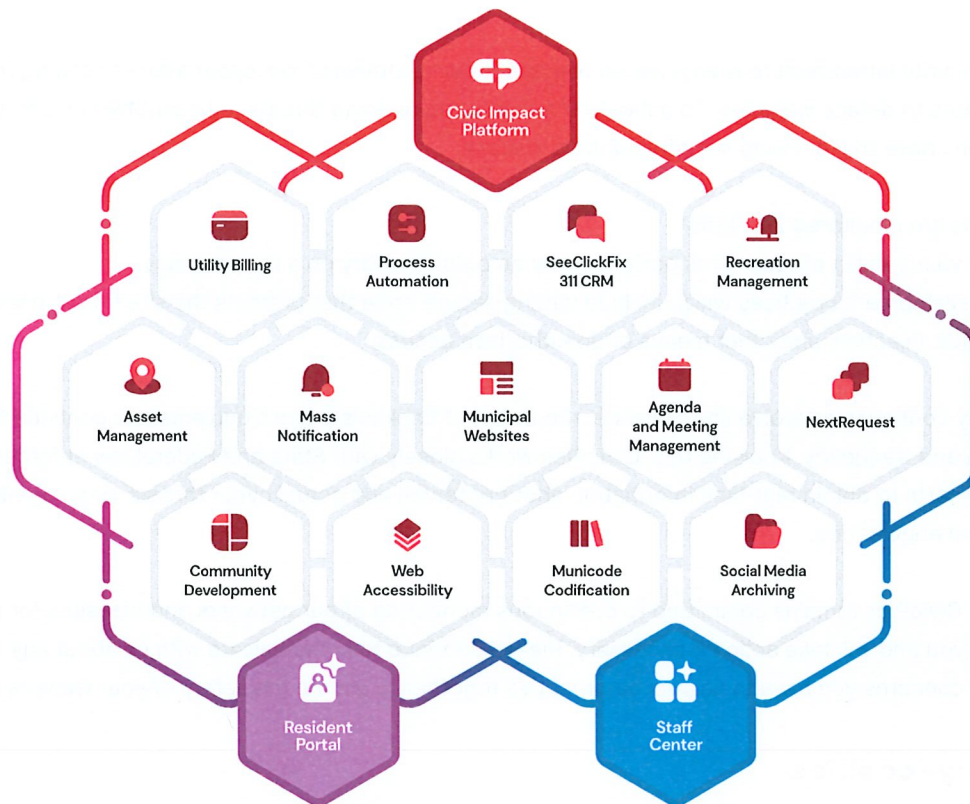 Civic Impact
Platform
Utility Billing
Process
Automation
SeeClickFix
311 CRM
Recreation
Management
Asset
Management
Mass
Notification
Municipal
Websites
Agenda
and Meeting
Management
NextRequest
Community
Development
Web
Accessibility
Municode
Codification
Social Media
Archiving
Resident
Portal
Staff
Center